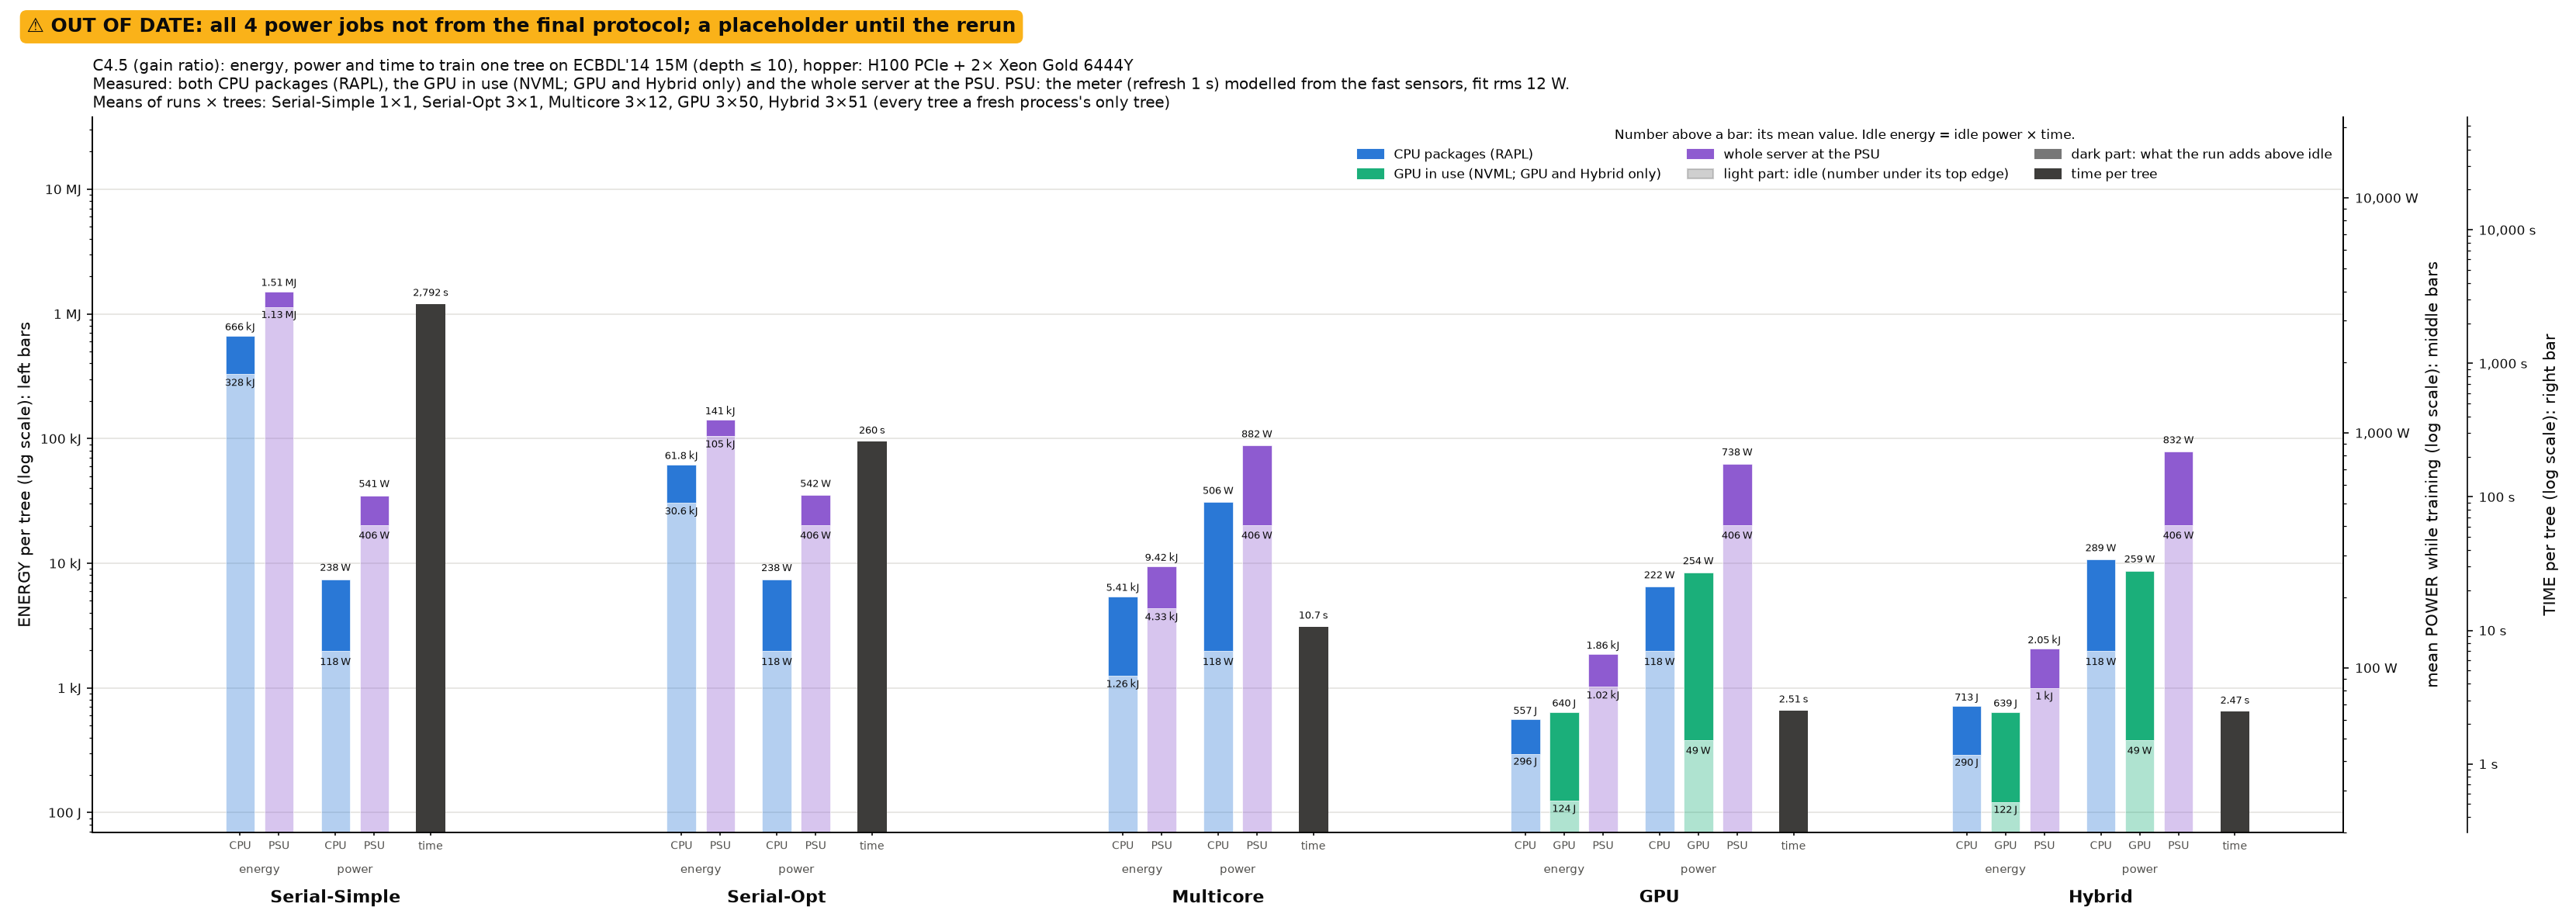 ⚠ OUT OF DATE: all 4 power jobs not from the final protocol; a placeholder until the rerun
C4.5 (gain ratio): energy, power and time to train one tree on ECBDL'14 15M (depth ≤ 10), hopper: H100 PCIe + 2× Xeon Gold 6444Y
Measured: both CPU packages (RAPL), the GPU in use (NVML; GPU and Hybrid only) and the whole server at the PSU. PSU: the meter (refresh 1 s) modelled from the fast sensors, fit rms 12 W.
Means of runs × trees: Serial-Simple 1×1, Serial-Opt 3×1, Multicore 3×12, GPU 3×50, Hybrid 3×51 (every tree a fresh process's only tree)
Number above a bar: its mean value. Idle energy = idle power × time.
CPU packages (RAPL)
GPU in use (NVML; GPU and Hybrid only)
whole server at the PSU
light part: idle (number under its top edge)
dark part: what the run adds above idle
time per tree
ENERGY per tree (log scale): left bars
10 MJ
1 MJ
100 kJ
10 kJ
1 kJ
100 J
666 kJ
328 kJ
1.51 MJ
1.13 MJ
238 W
118 W
541 W
406 W
2,792 s
61.8 kJ
30.6 kJ
141 kJ
105 kJ
238 W
118 W
542 W
406 W
260 s
5.41 kJ
1.26 kJ
9.42 kJ
4.33 kJ
506 W
118 W
882 W
406 W
10.7 s
557 J
296 J
640 J
124 J
1.86 kJ
1.02 kJ
222 W
118 W
254 W
49 W
738 W
406 W
2.51 s
713 J
290 J
639 J
122 J
2.05 kJ
1 kJ
289 W
118 W
259 W
49 W
832 W
406 W
2.47 s
10,000 W
1,000 W
100 W
mean POWER while training (log scale): middle bars
10,000 s
1,000 s
100 s
10 s
1 s
TIME per tree (log scale): right bar
CPU PSU CPU PSU time
energy power
Serial-Simple
CPU PSU CPU PSU time
energy power
Serial-Opt
CPU PSU CPU PSU time
energy power
Multicore
CPU GPU PSU CPU GPU PSU time
energy power
GPU
CPU GPU PSU CPU GPU PSU time
energy power
Hybrid